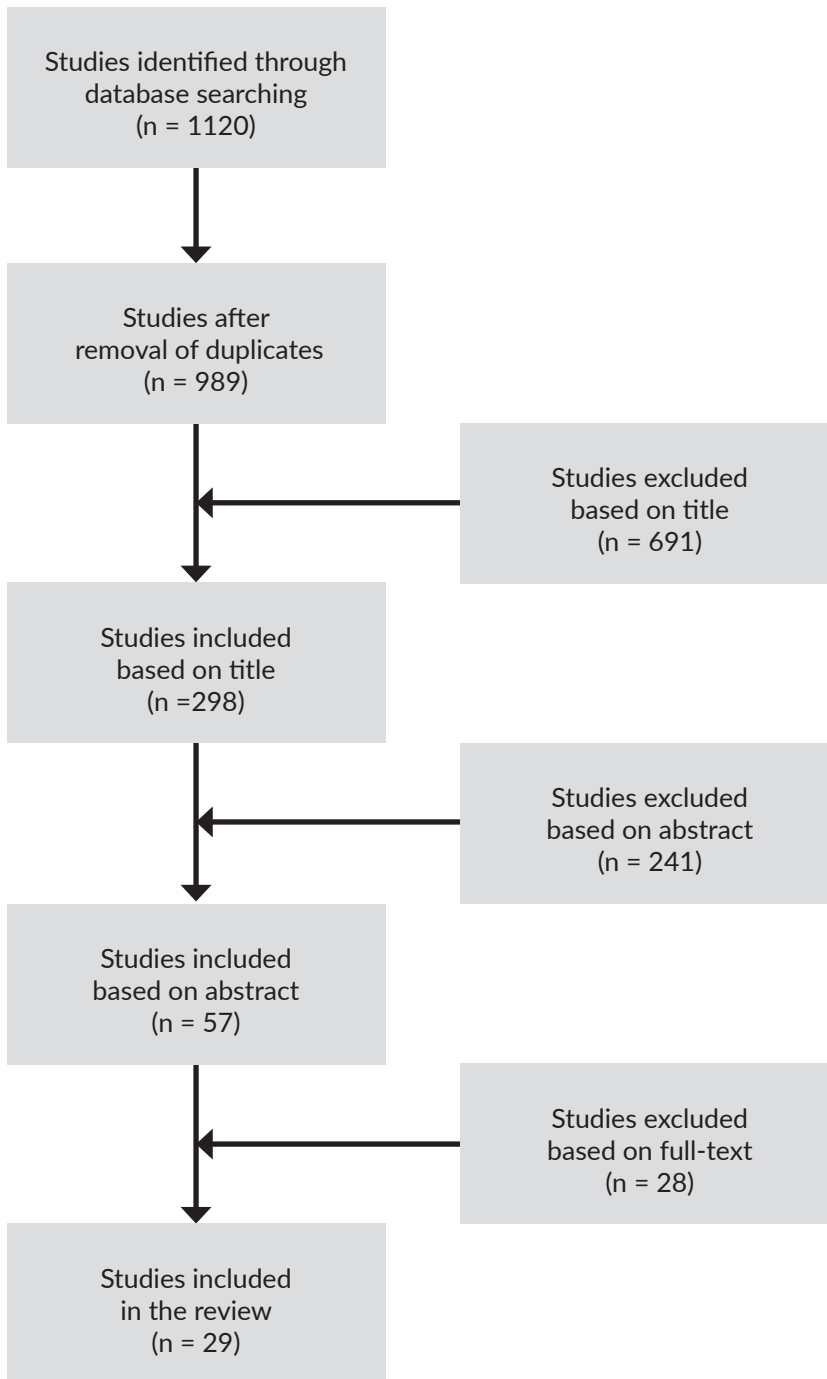 Studies identified through
database searching
(n = 1120)
Studies after
removal of duplicates
(n = 989)
Studies excluded
based on title
(n = 691)
Studies included
based on title
(n =298)
Studies excluded
based on abstract
(n = 241)
Studies included
based on abstract
(n = 57)
Studies excluded
based on full-text
(n = 28)
Studies included
in the review
(n = 29)